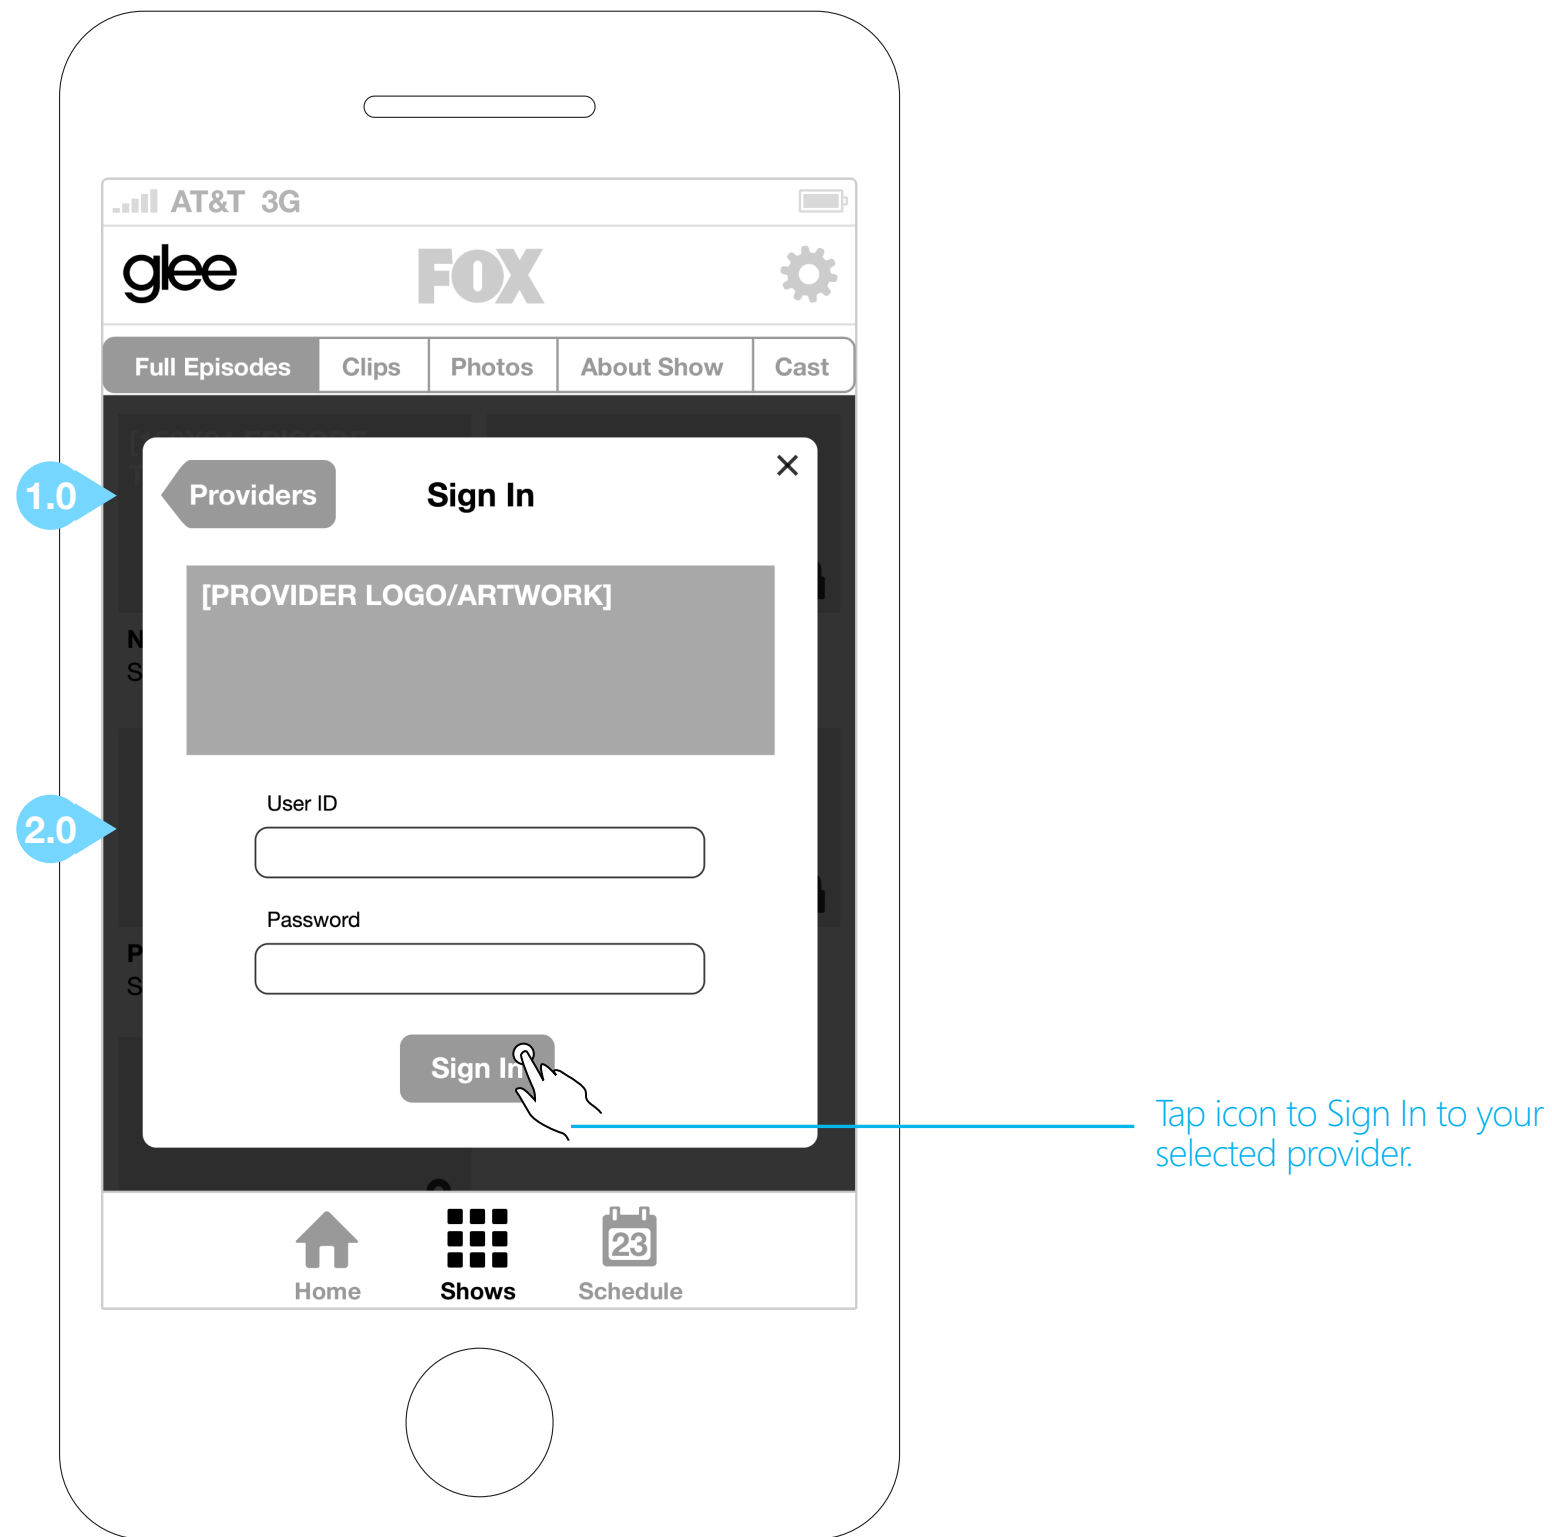 AT&T 3G
glee FOX
Full Episodes Clips Photos About Show Cast
1.0
Providers Sign In
[PROVIDER LOGO/ARTWORK]
N
S
User ID
2.0
Password
P
S
Sign In
Tap icon to Sign In to your
selected provider.
23
Home Shows Schedule